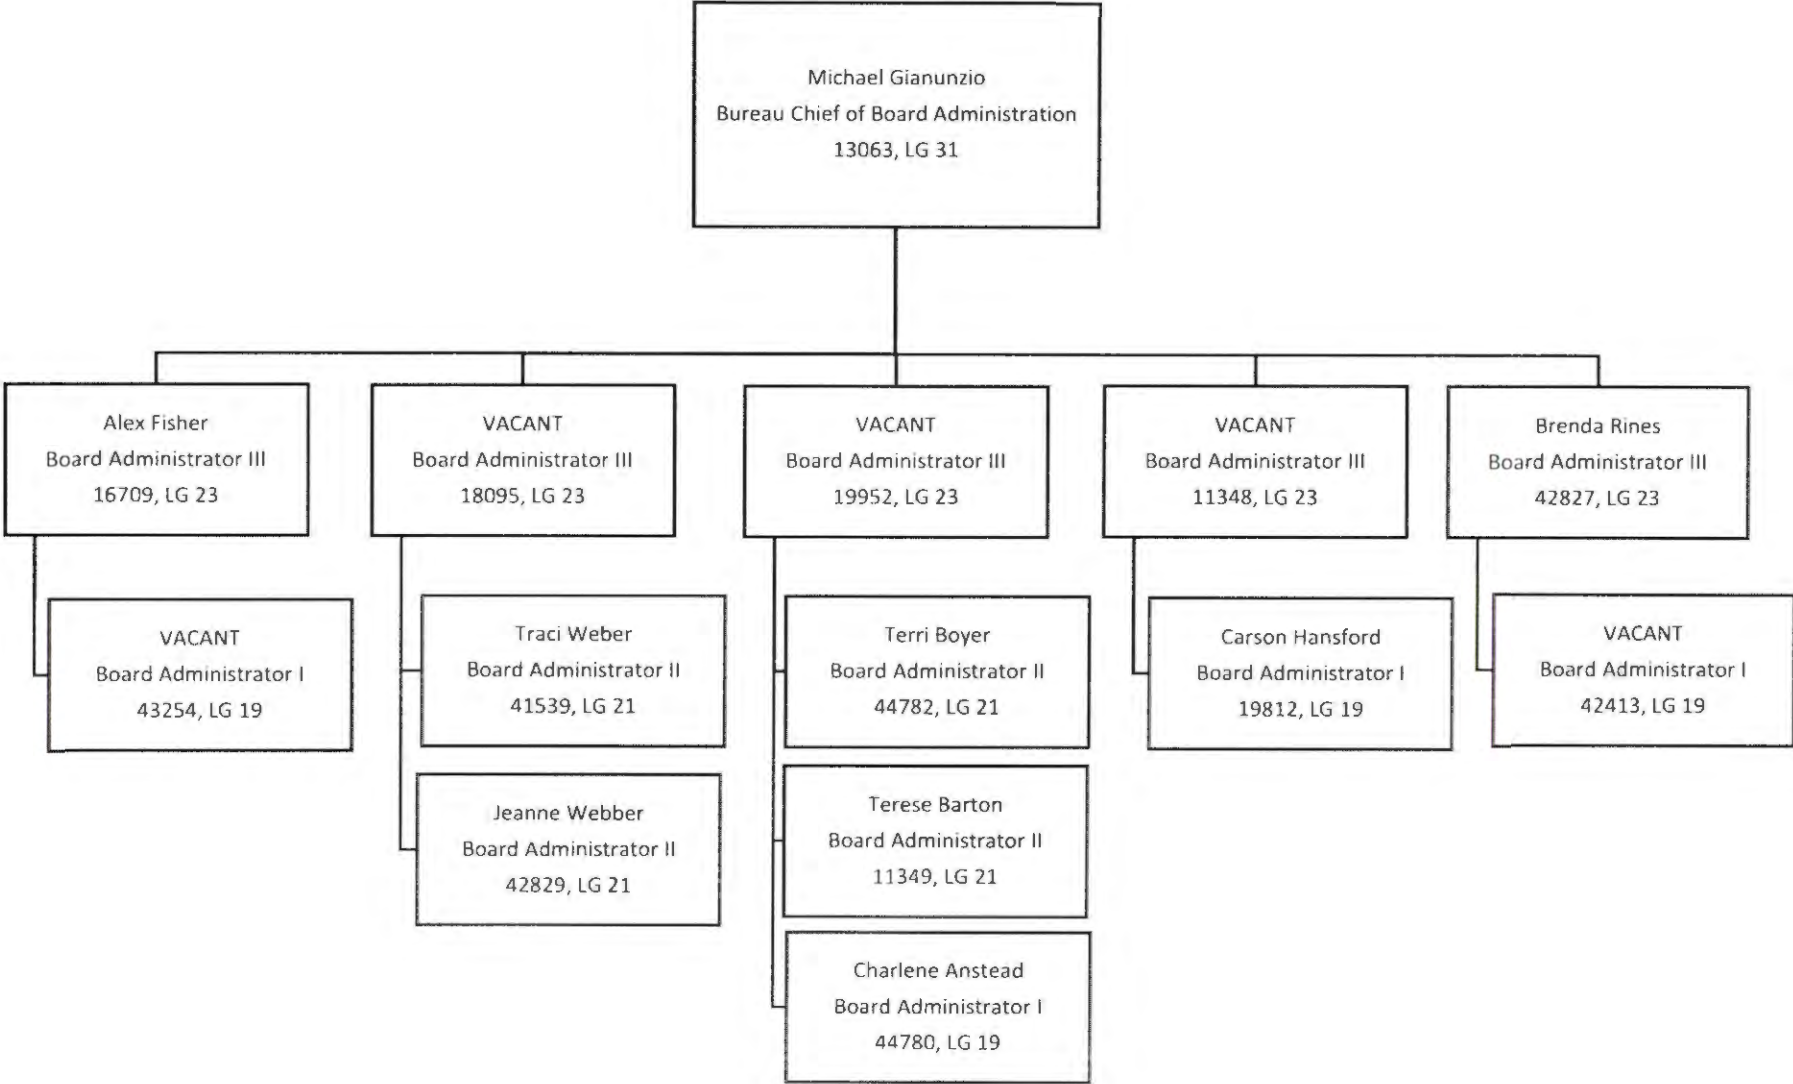 Michael Gianunzio
Bureau Chief of Board Administration
13063, LG 31
Alex Fisher
Board Administrator III
16709, LG 23
VACANT
Board Administrator III
18095, LG 23
VACANT
Board Administrator III
19952, LG 23
VACANT
Board Administrator III
11348, LG 23
Brenda Rines
Board Administrator III
42827, LG 23
VACANT
Board Administrator I
43254, LG 19
Traci Weber
Board Administrator II
41539, LG 21
Jeanne Webber
Board Administrator II
42829, LG 21
Terri Boyer
Board Administrator II
44782, LG 21
Terese Barton
Board Administrator II
11349, LG 21
Charlene Anstead
Board Administrator I
44780, LG 19
Carson Hansford
Board Administrator I
19812, LG 19
VACANT
Board Administrator I
42413, LG 19